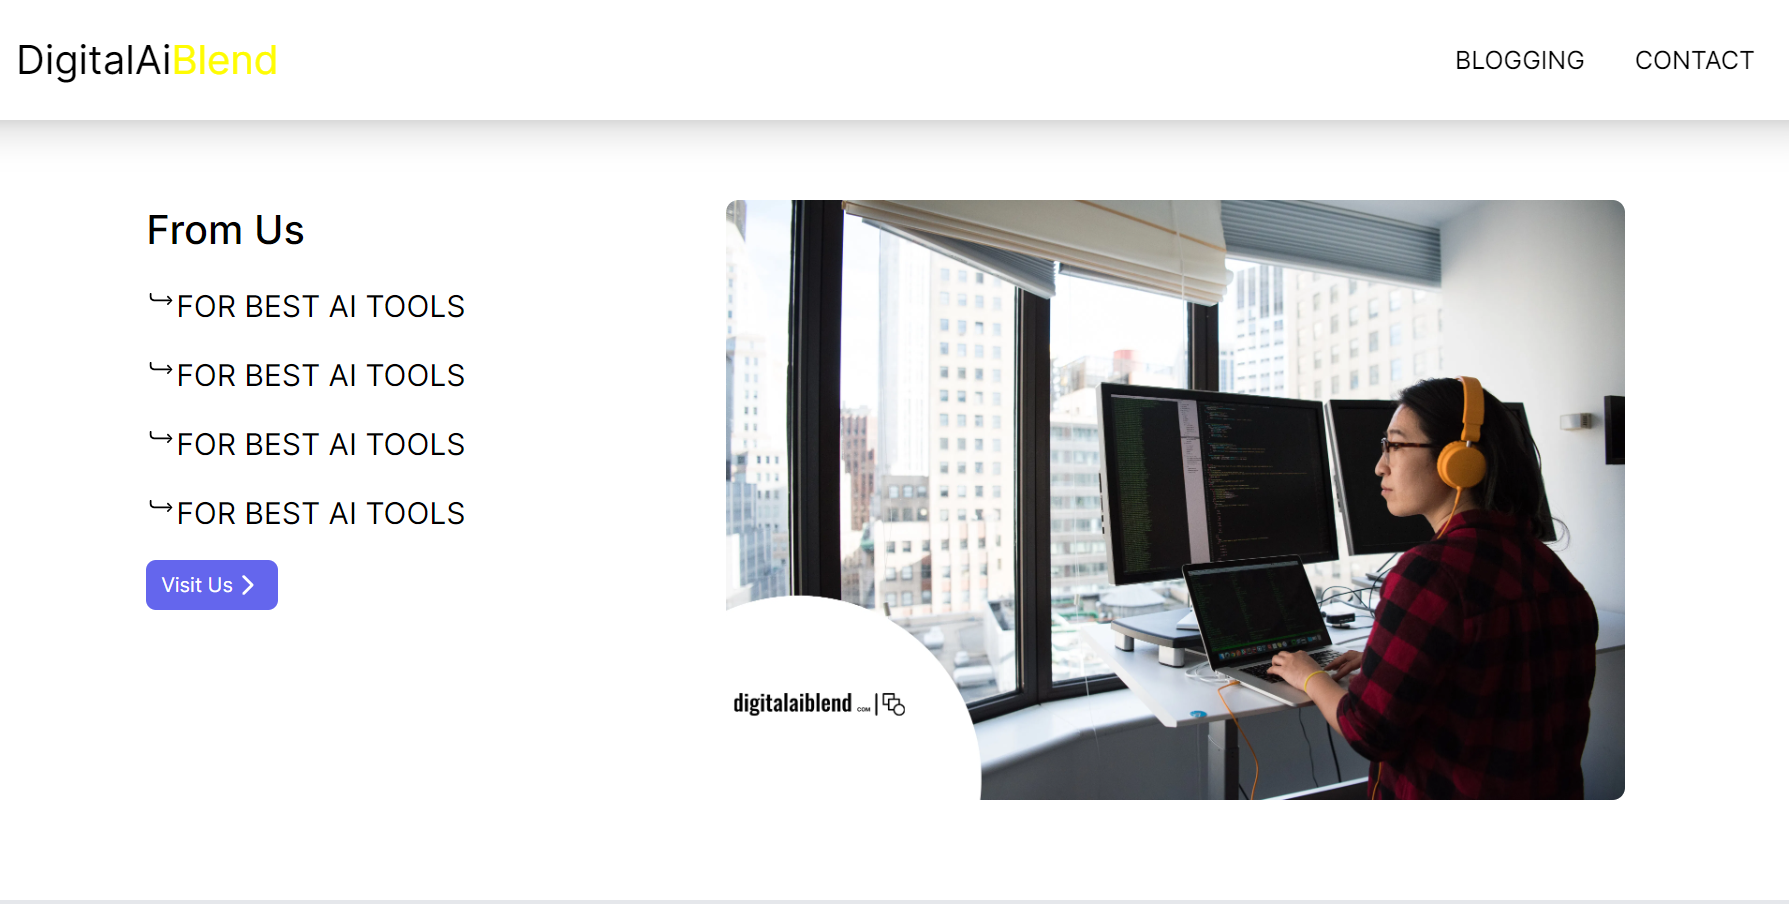 DigitalAiBlend
BLOGGING CONTACT
From Us
↪FOR BEST AI TOOLS
↪FOR BEST AI TOOLS
↪FOR BEST AI TOOLS
↪FOR BEST AI TOOLS
Visit Us >
digitalaiblend COM |